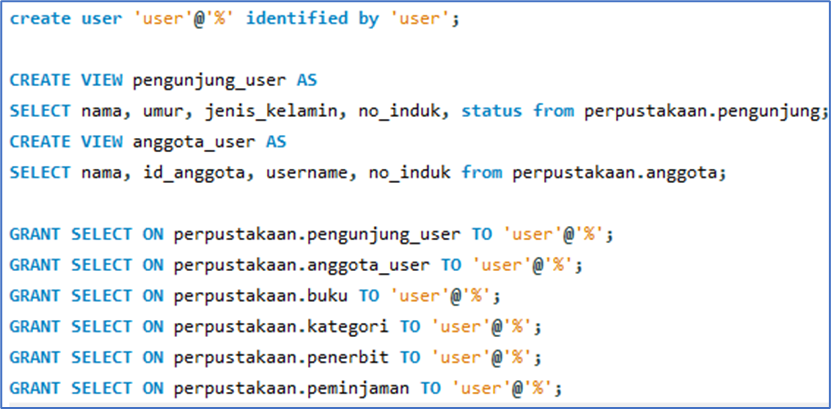 create user 'user'@'%' identified by 'user';
CREATE VIEW pengunjung_user AS
SELECT nama, umur, jenis_kelamin, no_induk, status from perpustakaan.pengunjung;
CREATE VIEW anggota_user AS
SELECT nama, id_anggota, username, no_induk from perpustakaan.anggota;
GRANT SELECT ON perpustakaan.pengunjung_user TO 'user'@'%';
GRANT SELECT ON perpustakaan.anggota_user TO 'user'@'%';
GRANT SELECT ON perpustakaan.buku TO 'user'@'%';
GRANT SELECT ON perpustakaan.kategori TO 'user'@'%';
GRANT SELECT ON perpustakaan.penerbit TO 'user'@'%';
GRANT SELECT ON perpustakaan.peminjaman TO 'user'@'%';